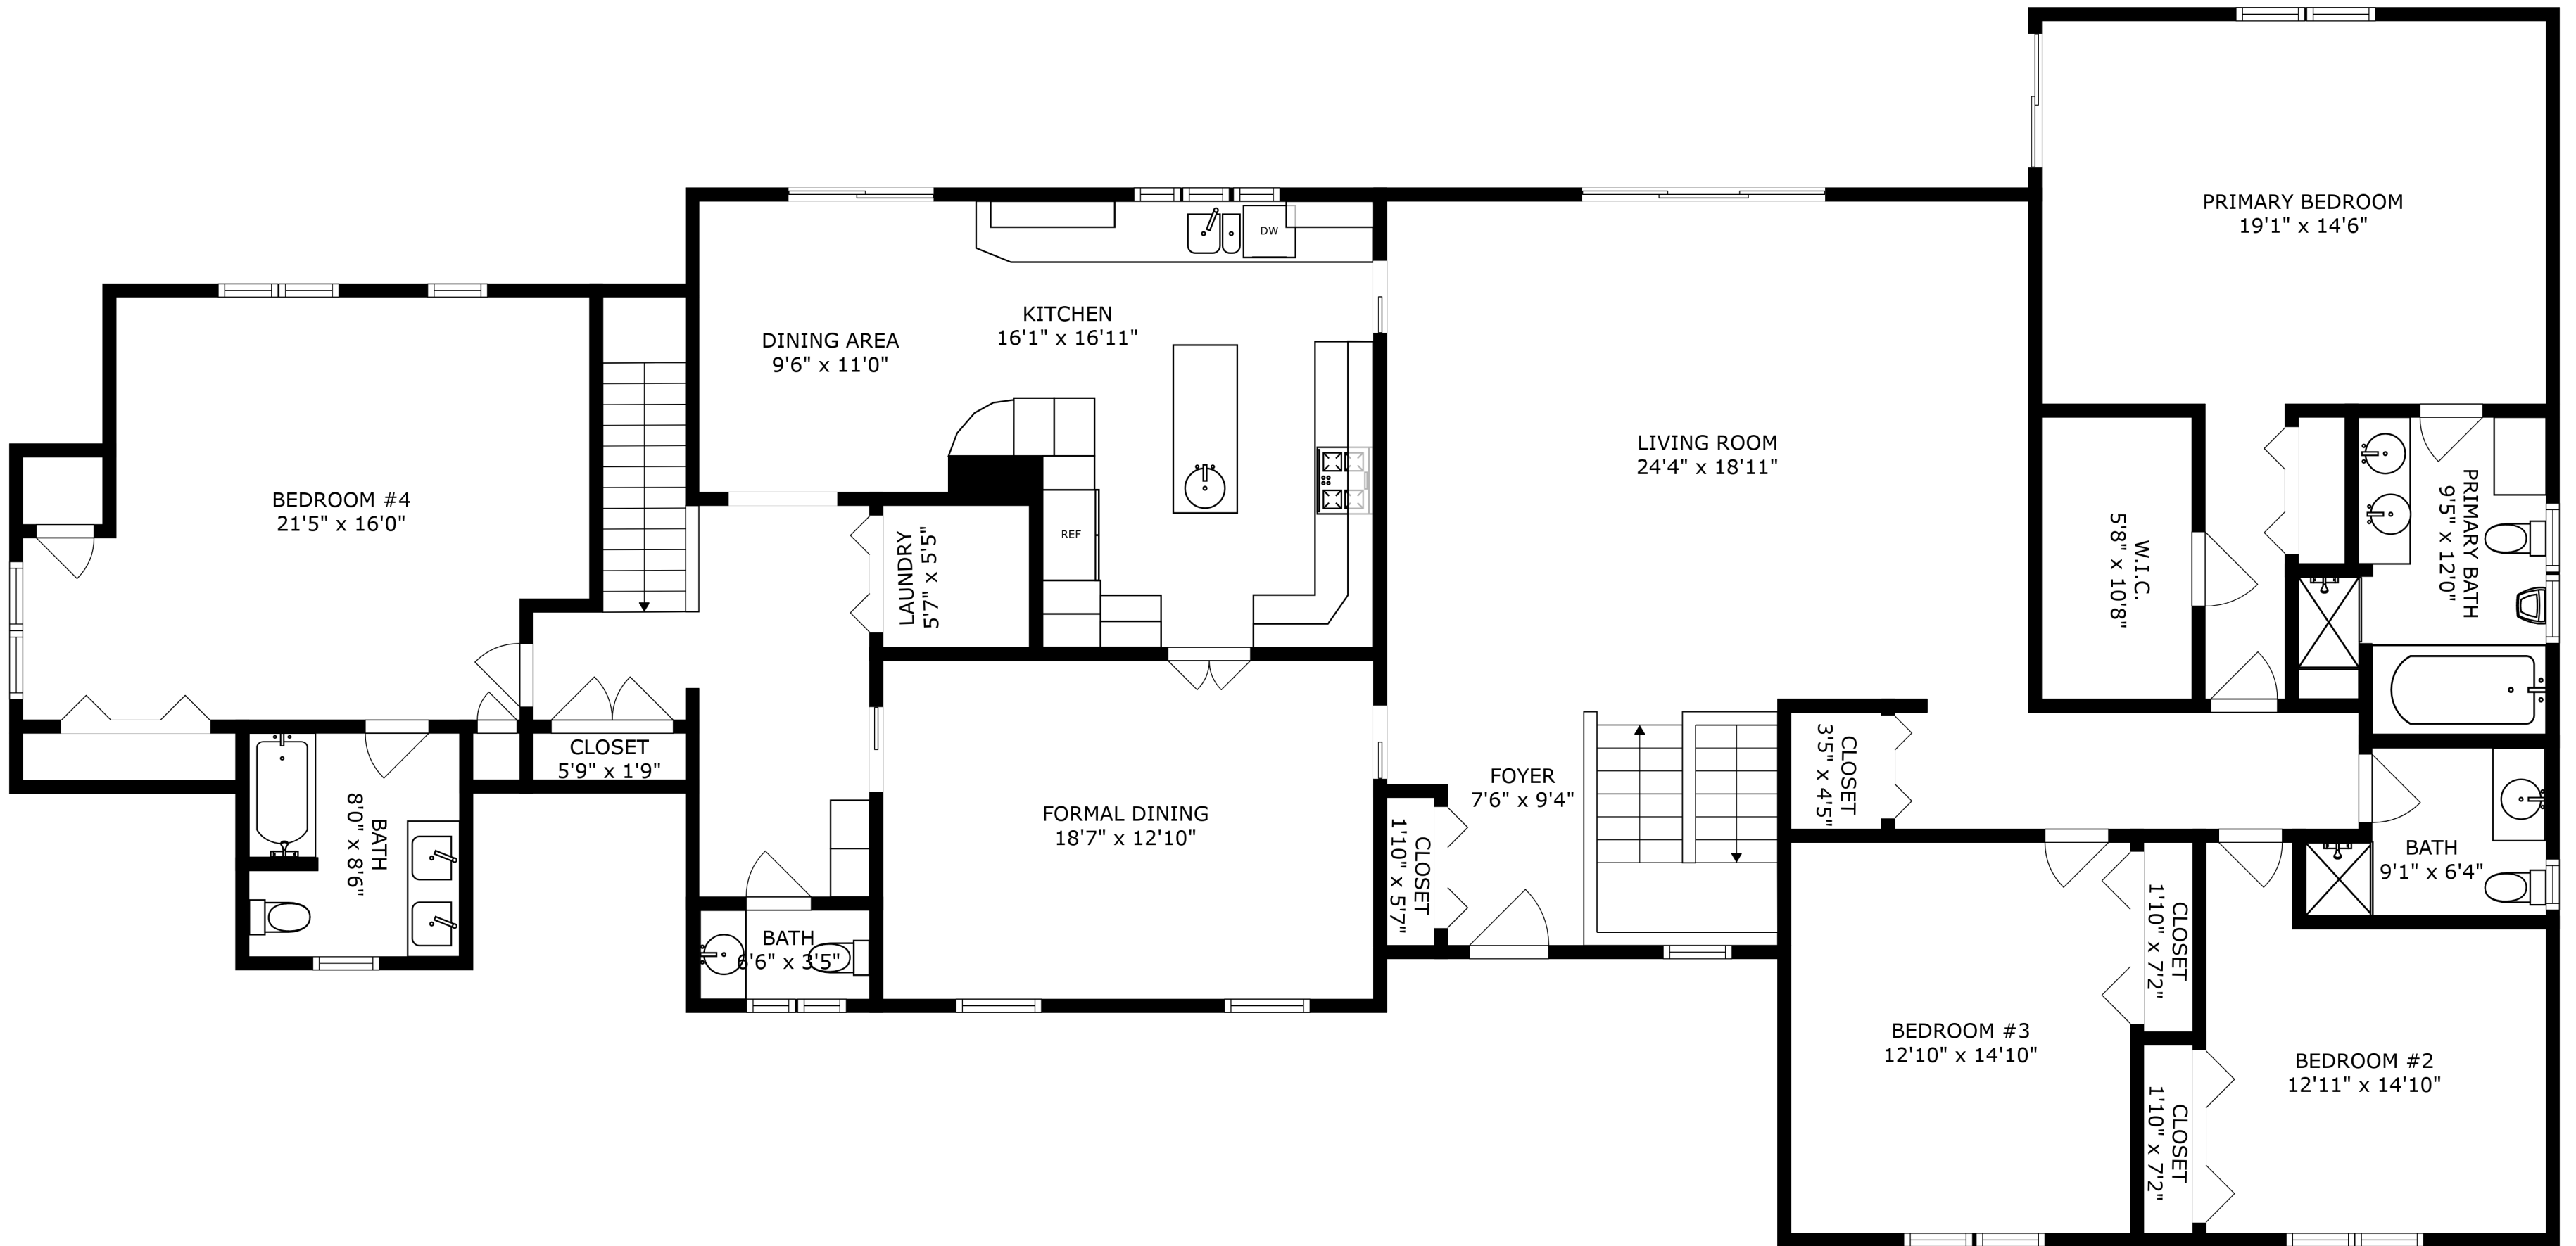 PRIMARY BEDROOM
19'1" x 14'6"
DW
KITCHEN
16'1" x 16'11"
DINING AREA
9'6" x 11'0"
LIVING ROOM
24'4" x 18'11"
BEDROOM #4
21'5" x 16'0"
REF
LAUNDRY
5'7" x 5'5"
W.I.C.
5'8" x 10'8"
PRIMARY BATH
9'5" x 12'0"
CLOSET
5'9" x 1'9"
BATH
8'0" x 8'6"
FORMAL DINING
18'7" x 12'10"
FOYER
7'6" x 9'4"
CLOSET
3'5" x 4'5"
CLOSET
1'10" x 5'7"
BATH
9'1" x 6'4"
BATH
6'6" x 3'5"
CLOSET
1'10" x 7'2"
BEDROOM #3
12'10" x 14'10"
BEDROOM #2
12'11" x 14'10"
CLOSET
1'10" x 7'2"